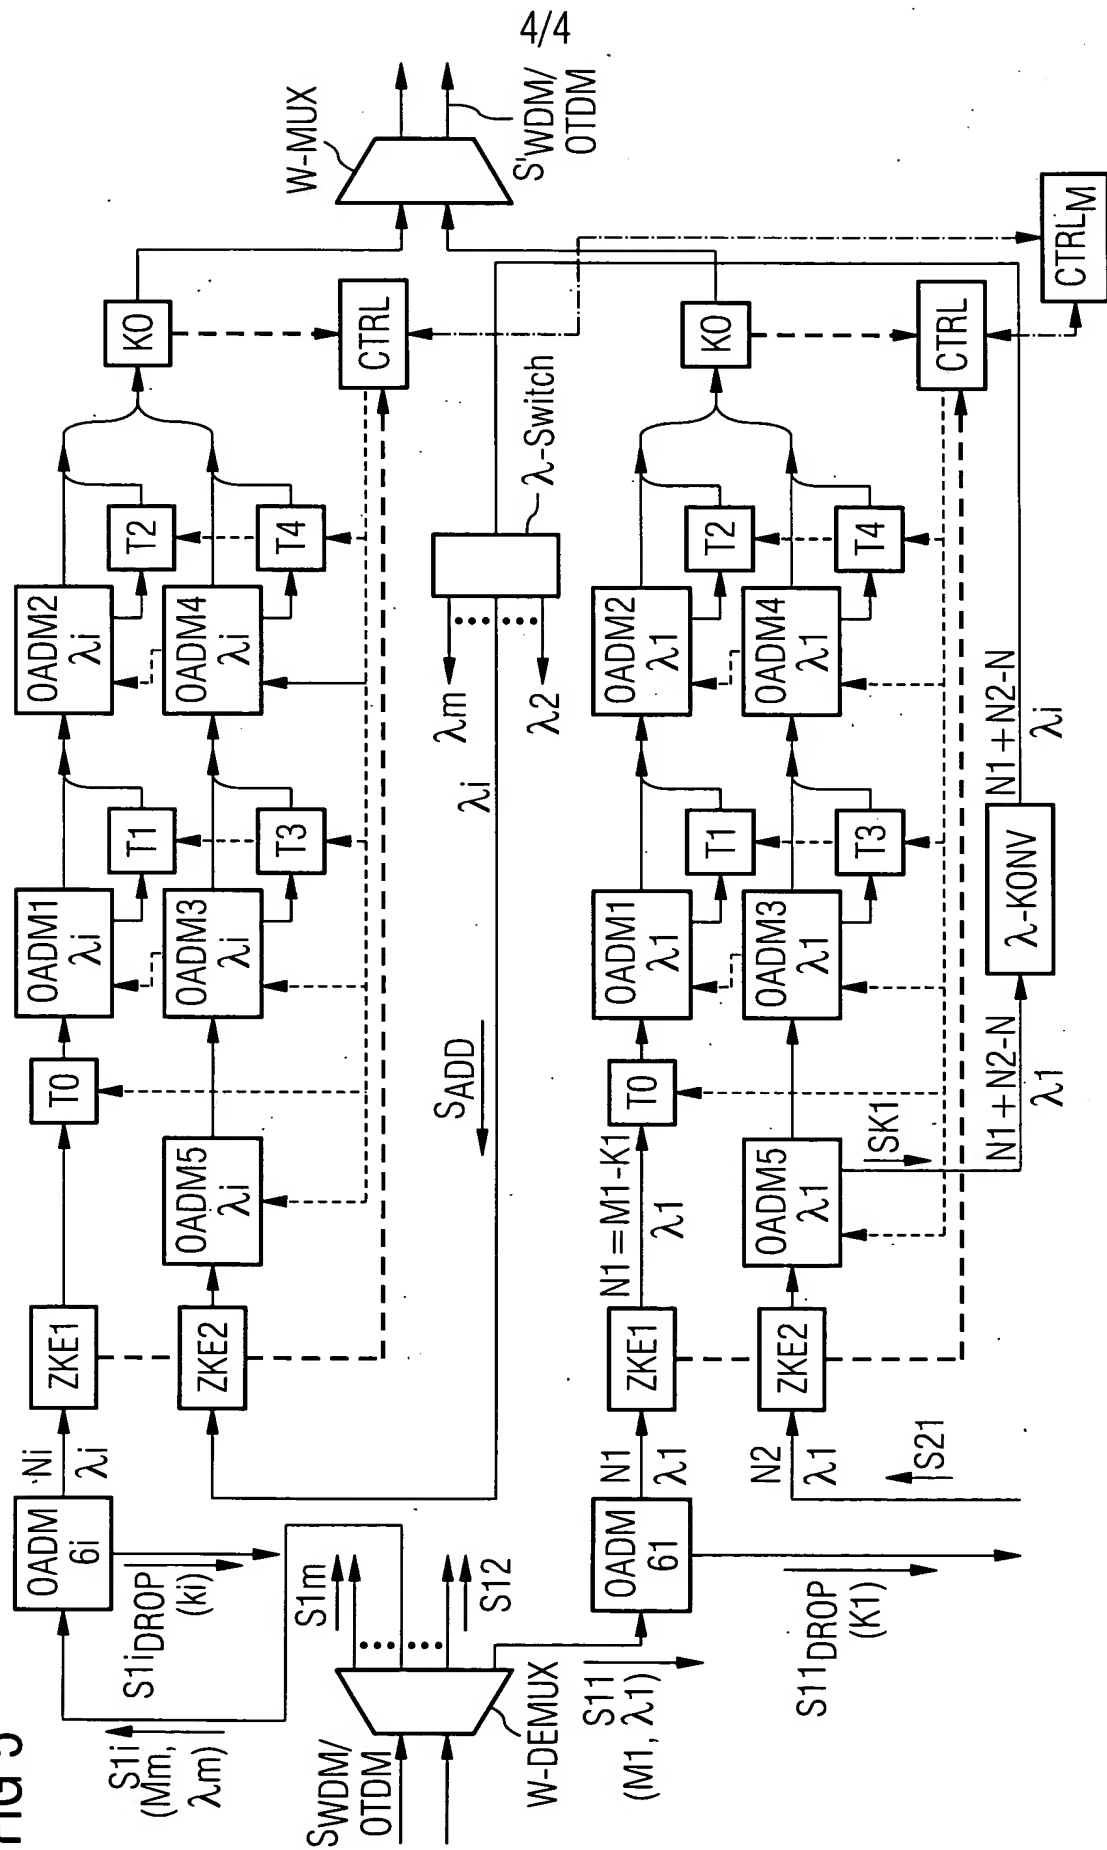 4/4
FIG 5
W-MUX
S'WDM/
OTDM
KO
CTRL
T2
T4
OADM2
λi
OADM4
λi
T1
T3
OADM1
λi
OADM3
λi
T0
OADM5
λi
ZKE1
ZKE2
Ni
λi
OADM
6i
S1iDROP
(ki)
S1i
(Mm,
λm)
λ-Switch
λm
λi
λ2
SADD
S1m
S12
SWDM/
OTDM
W-DEMUX
S11
(M1, λ1)
KO
CTRL
CTRLM
T2
T4
OADM2
λ1
OADM4
λ1
T1
T3
OADM1
λ1
OADM3
λ1
T0
N1=M1-K1
λ1
OADM5
λ1
SK1
ZKE1
ZKE2
N1
λ1
N2
λ1
S21
OADM
61
S11DROP
(K1)
N1+N2-N
λ1
λ-KONV
N1+N2-N
λi